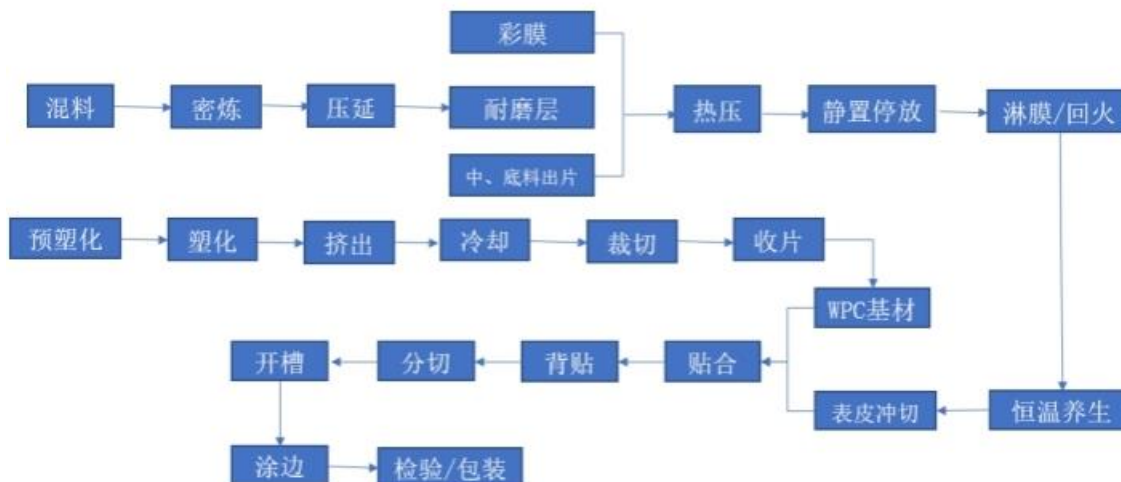 彩膜
混料
密炼
压延
耐磨层
热压
静置停放
淋膜/回火
中、底料出片
预塑化
塑化
挤出
冷却
裁切
收片
WPC基材
开槽
分切
背贴
贴合
表皮冲切
恒温养生
涂边
检验/包装